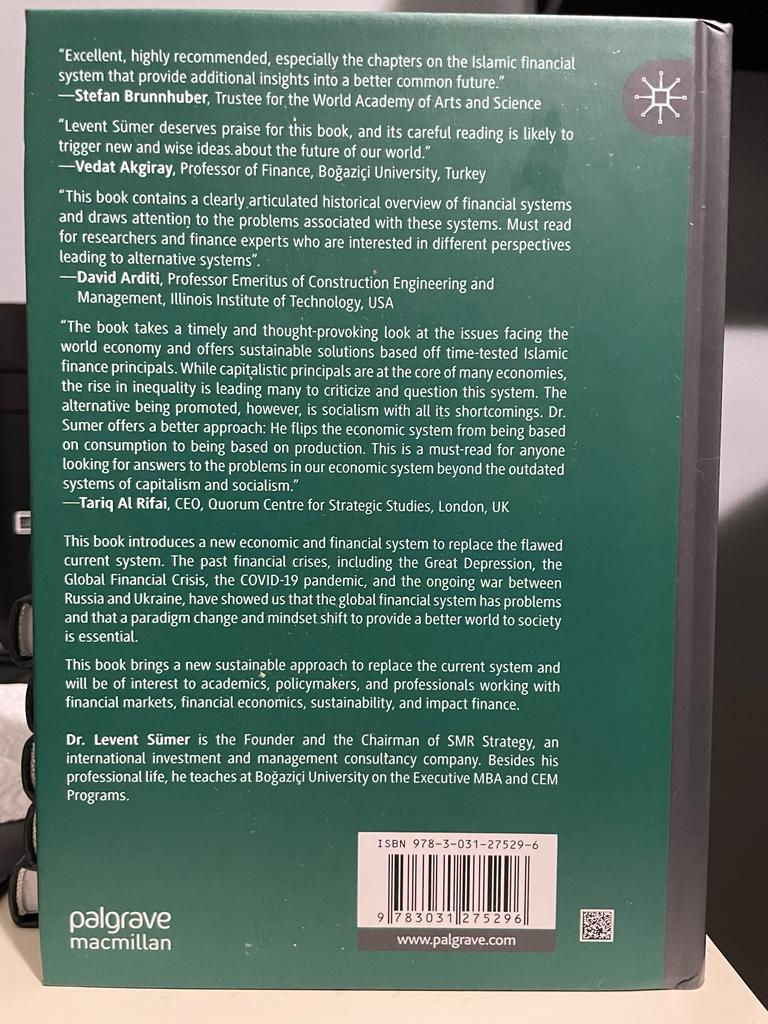 “Excellent, highly recommended, especially the chapters on the Islamic financial
system that provide additional insights into a better common future.”
—Stefan Brunnhuber, Trustee for the World Academy of Arts and Science
“Levent Sümer deserves praise for this book, and its careful reading is likely to
trigger new and wise ideas about the future of our world.”
—Vedat Akgiray, Professor of Finance, Boğaziçi University, Turkey
“This book contains a clearly articulated historical overview of financial systems
and draws attention to the problems associated with these systems. Must read
for researchers and finance experts who are interested in different perspectives
leading to alternative systems”.
—David Arditi, Professor Emeritus of Construction Engineering and
Management, Illinois Institute of Technology, USA
“The book takes a timely and thought-provoking look at the issues facing the
world economy and offers sustainable solutions based off time-tested Islamic
finance principals. While capitalistic principals are at the core of many economies,
the rise in inequality is leading many to criticize and question this system. The
alternative being promoted, however, is socialism with all its shortcomings. Dr.
Sumer offers a better approach: He flips the economic system from being based
on consumption to being based on production. This is a must-read for anyone
looking for answers to the problems in our economic system beyond the outdated
systems of capitalism and socialism.”
—Tariq Al Rifai, CEO, Quorum Centre for Strategic Studies, London, UK
This book introduces a new economic and financial system to replace the flawed
current system. The past financial crises, including the Great Depression, the
Global Financial Crisis, the COVID-19 pandemic, and the ongoing war between
Russia and Ukraine, have showed us that the global financial system has problems
and that a paradigm change and mindset shift to provide a better world to society
is essential.
This book brings a new sustainable approach to replace the current system and
will be of interest to academics, policymakers, and professionals working with
financial markets, financial economics, sustainability, and impact finance.
Dr. Levent Sümer is the Founder and the Chairman of SMR Strategy, an
international investment and management consultancy company. Besides his
professional life, he teaches at Boğaziçi University on the Executive MBA and CEM
Programs.
ISBN 978-3-031-27529-6
9 783031 275296
www.palgrave.com
palgrave
macmillan